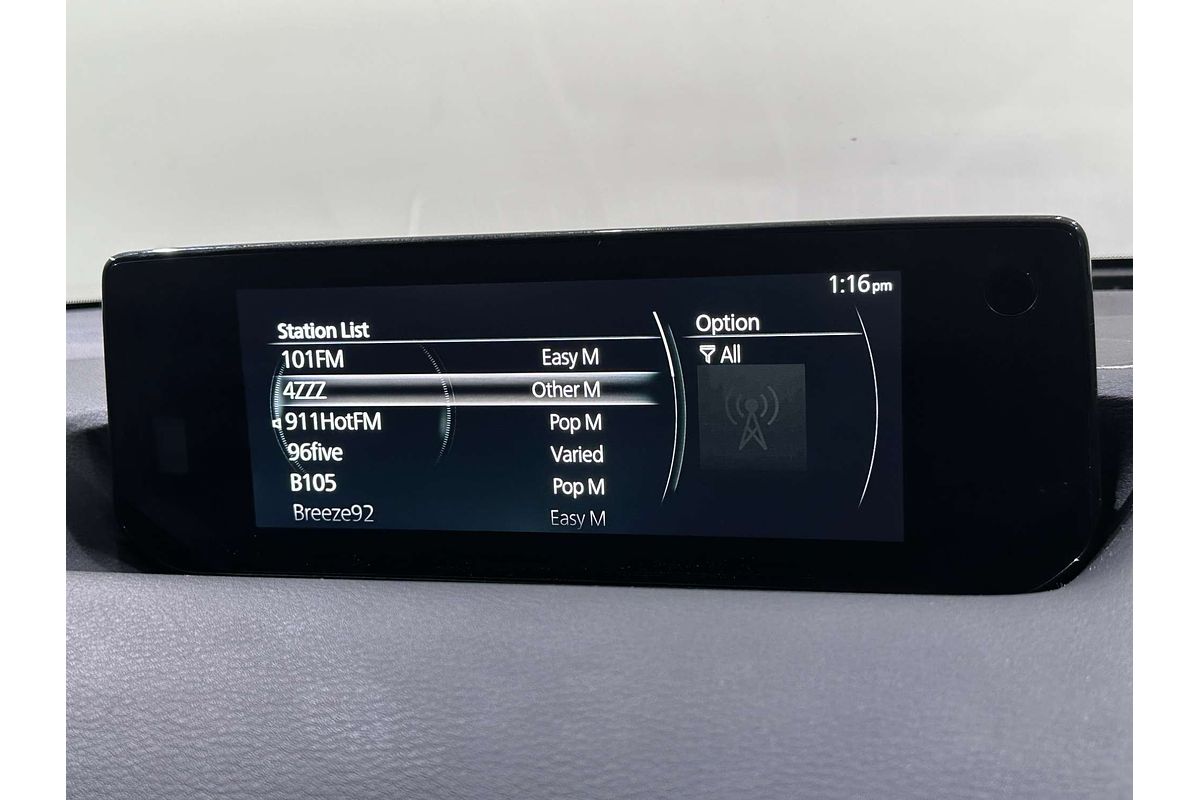 1:16pm
Station List
Option
101FM Easy M
All
4ZZZ Other M
911HotFM Pop M
96five Varied
B105 Pop M
Breeze92 Easy M